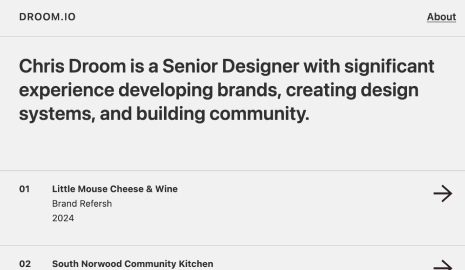 DROOM.IO
About
Chris Droom is a Senior Designer with significant
experience developing brands, creating design
systems, and building community.
01
Little Mouse Cheese & Wine
Brand Refersh
2024
02
South Norwood Community Kitchen